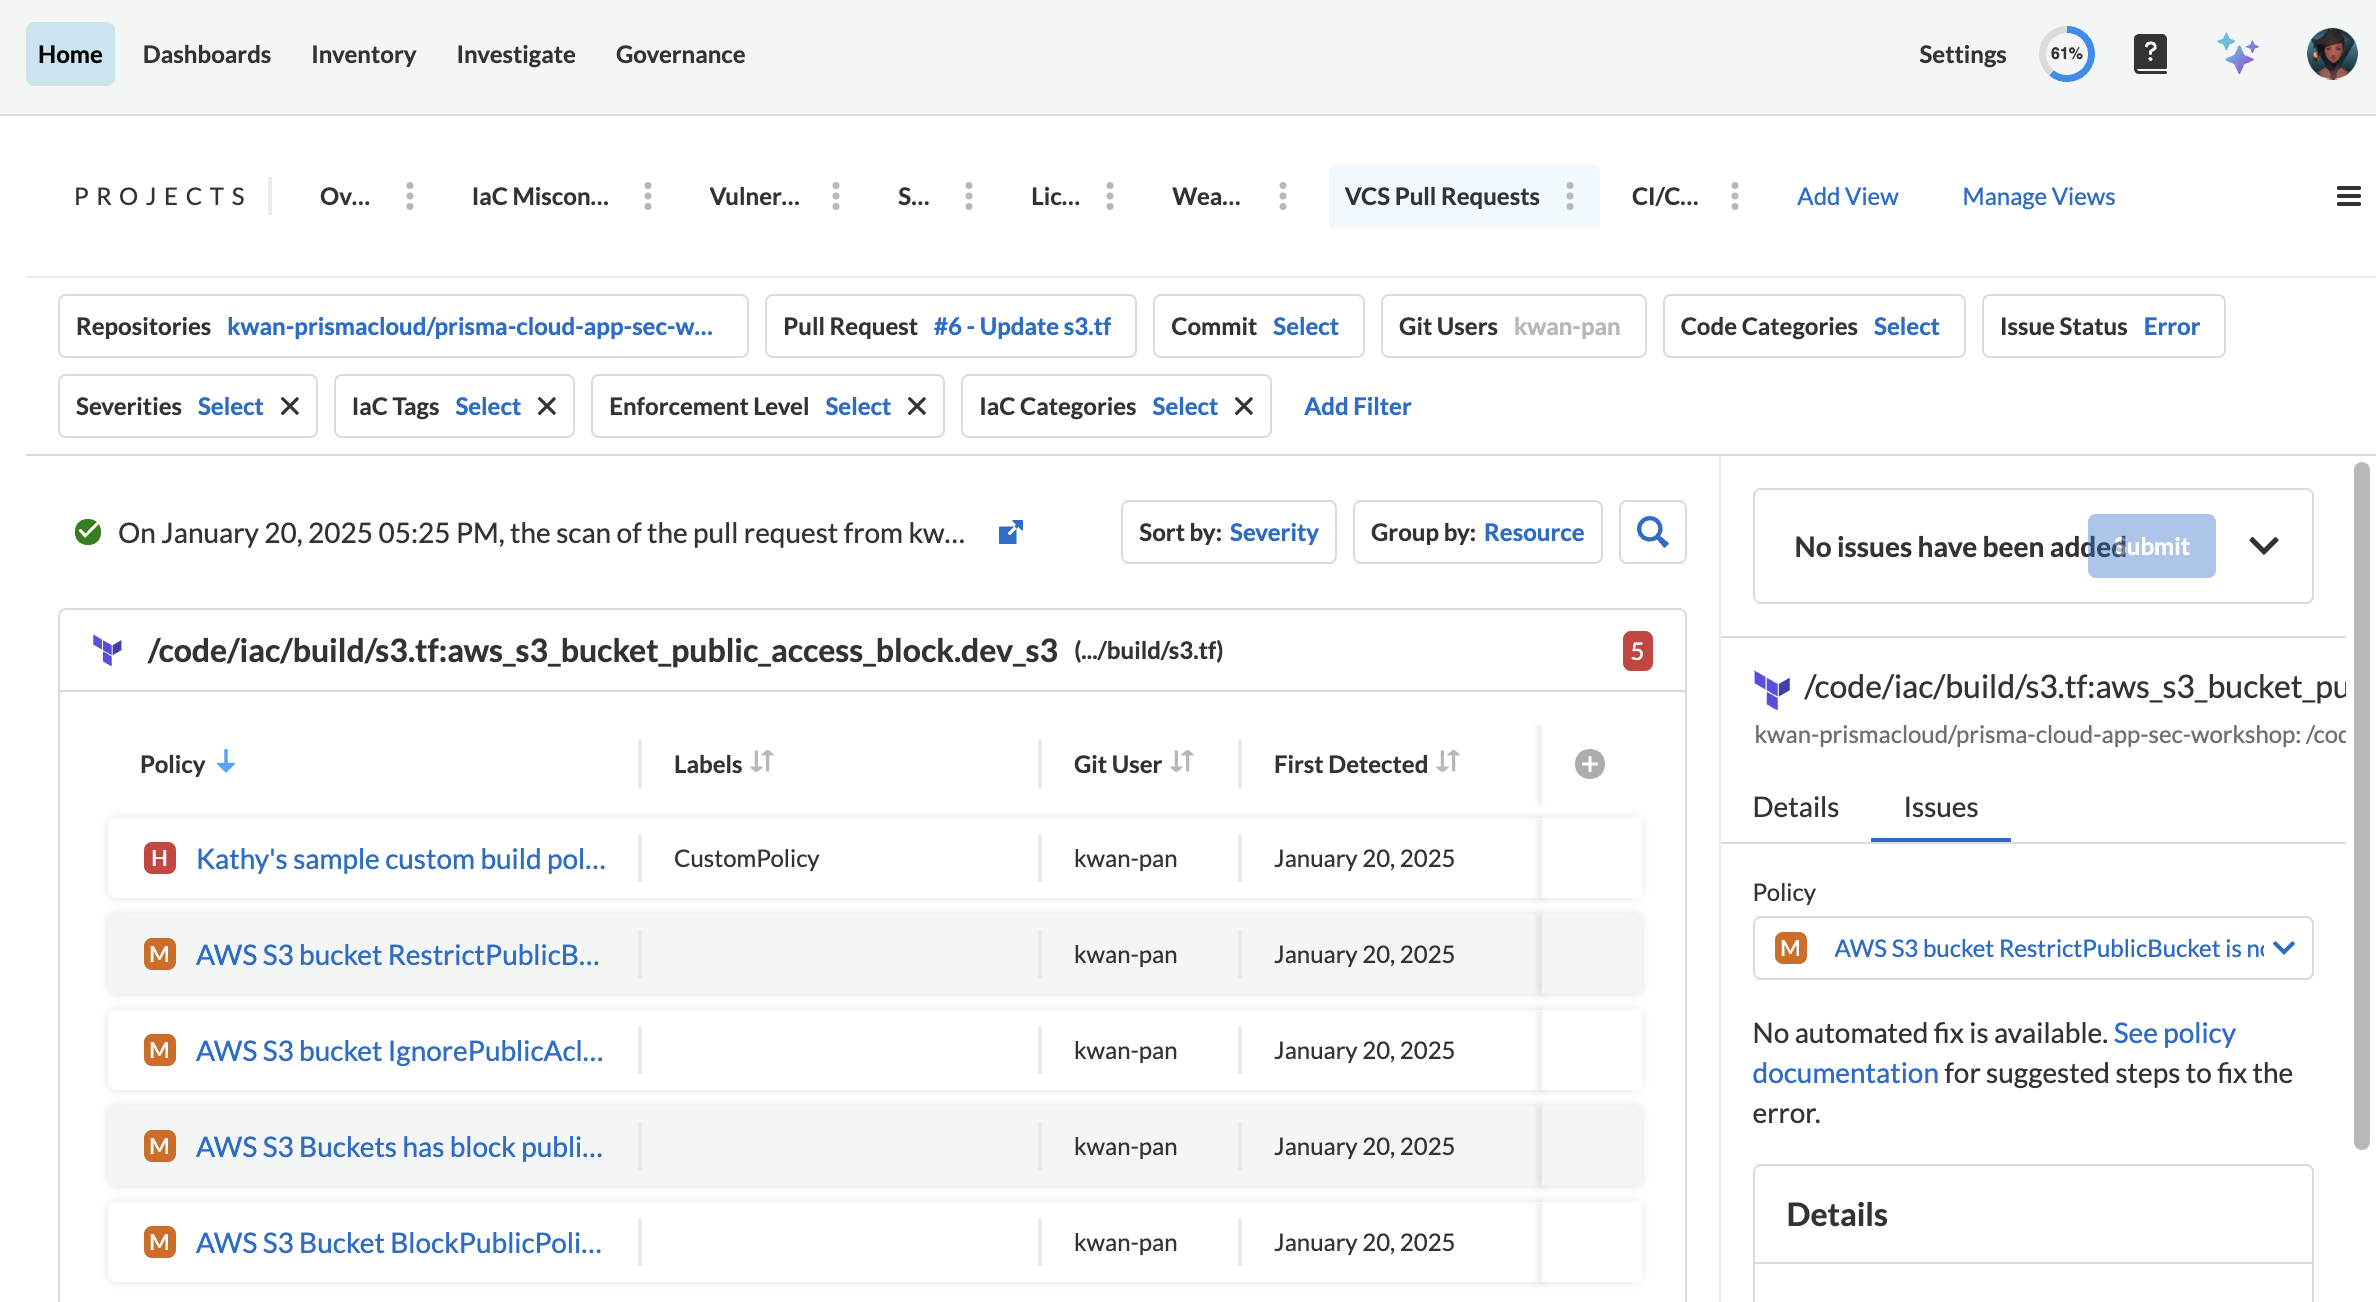 Home Dashboards Inventory Investigate Governance Settings 61% ?
PROJECTS Ov... IaC Miscon... Vulner... S... Lic... Wea... VCS Pull Requests CI/C... Add View Manage Views
Repositories kwan-prismacloud/prisma-cloud-app-sec-w... Pull Request #6 - Update s3.tf Commit Select Git Users kwan-pan Code Categories Select Issue Status Error
Severities Select IaC Tags Select Enforcement Level Select IaC Categories Select Add Filter
On January 20, 2025 05:25 PM, the scan of the pull request from kw... Sort by: Severity Group by: Resource
No issues have been added Submit
/code/iac/build/s3.tf:aws_s3_bucket_public_access_block.dev_s3 (.../build/s3.tf) 5
Policy Labels Git User First Detected
H Kathy's sample custom build pol... CustomPolicy kwan-pan January 20, 2025
M AWS S3 bucket RestrictPublicB... kwan-pan January 20, 2025
M AWS S3 bucket IgnorePublicAcl... kwan-pan January 20, 2025
M AWS S3 Buckets has block publi... kwan-pan January 20, 2025
M AWS S3 Bucket BlockPublicPoli... kwan-pan January 20, 2025
/code/iac/build/s3.tf:aws_s3_bucket_pu
kwan-prismacloud/prisma-cloud-app-sec-workshop: /coc
Details Issues
Policy
M AWS S3 bucket RestrictPublicBucket is no
No automated fix is available. See policy
documentation for suggested steps to fix the
error.
Details